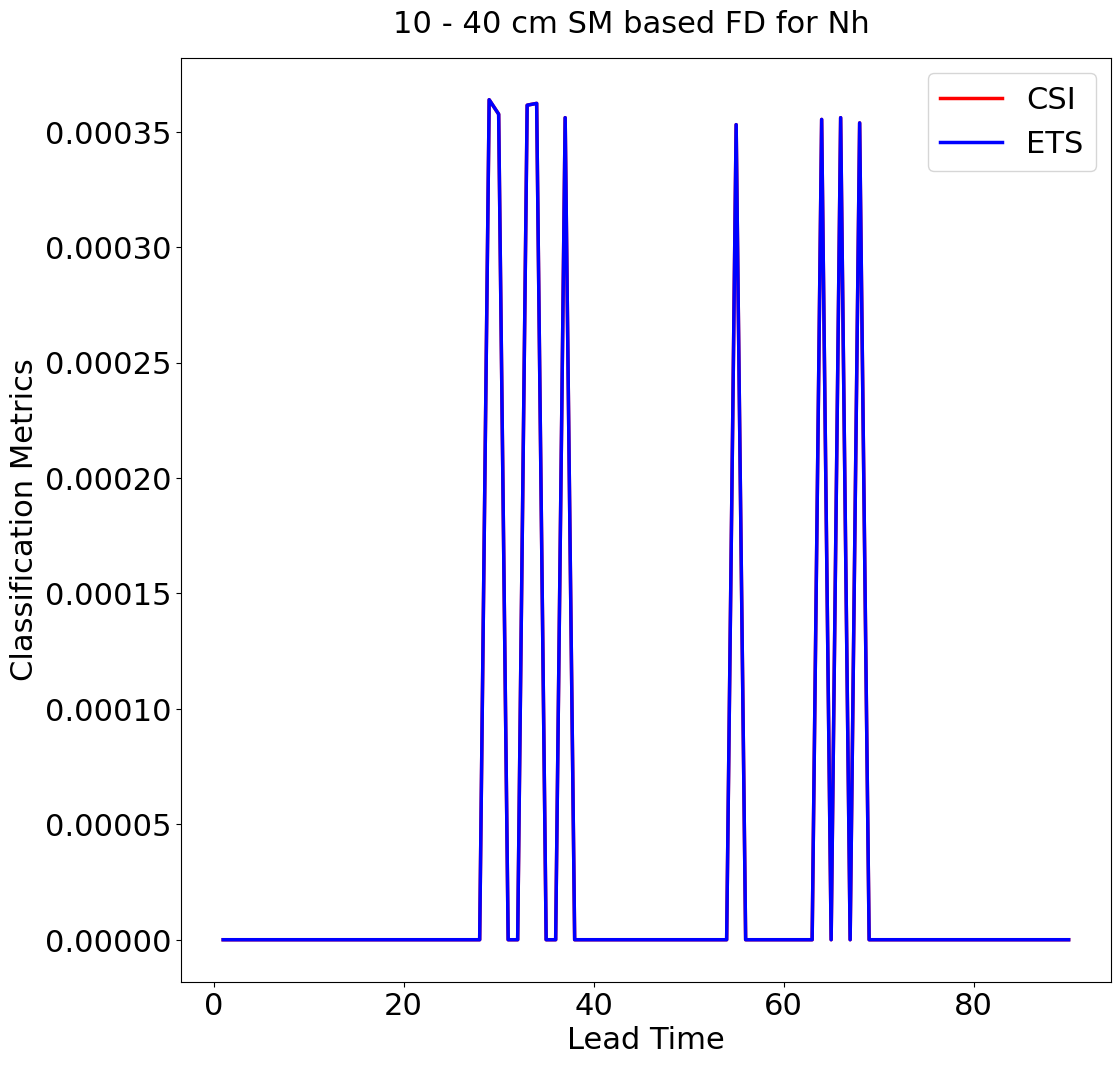 10 - 40 cm SM based FD for Nh
CSI
ETS
0.00035
0.00030
0.00025
0.00020
0.00015
0.00010
0.00005
0.00000
Classification Metrics
0 20 40 60 80
Lead Time